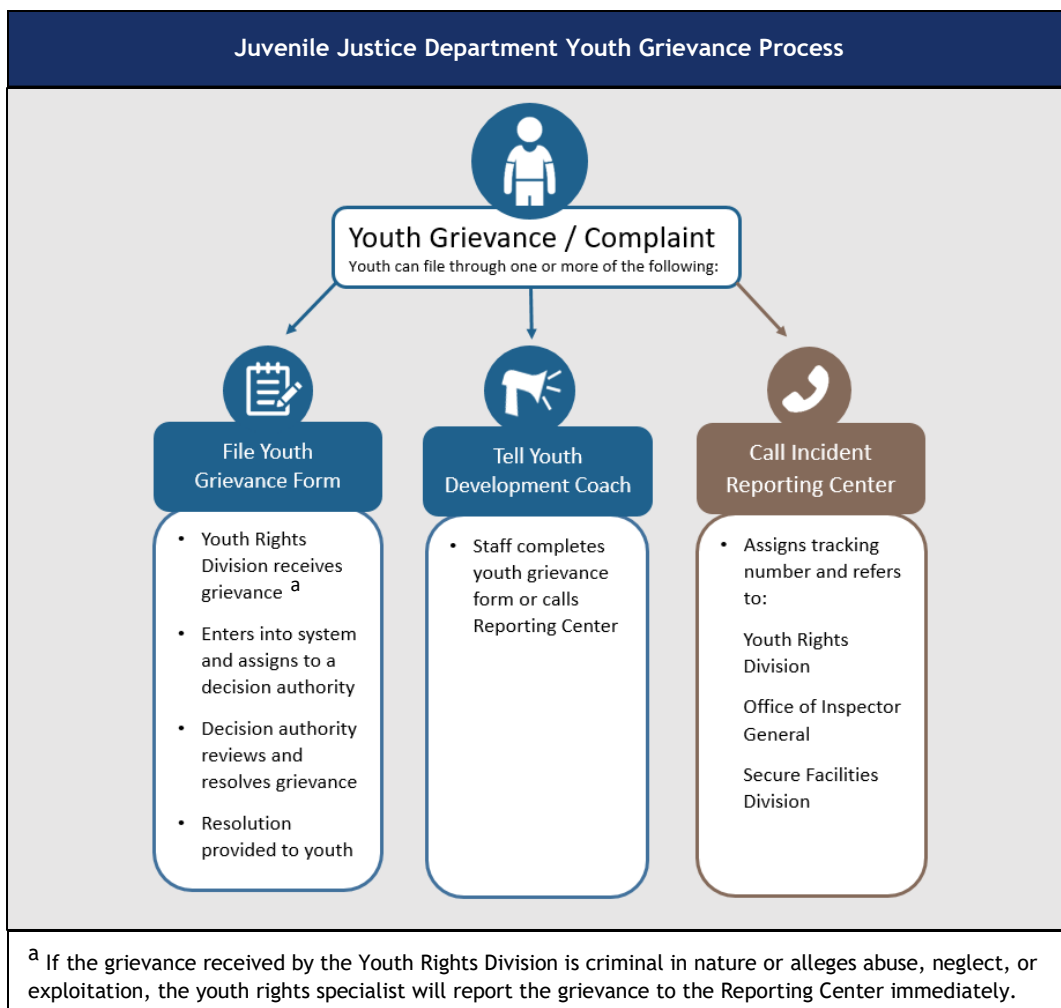 Juvenile Justice Department Youth Grievance Process
Youth Grievance / Complaint
Youth can file through one or more of the following:
File Youth
Grievance Form
• Youth Rights
Division receives
grievance a
• Enters into system
and assigns to a
decision authority
• Decision authority
reviews and
resolves grievance
• Resolution
provided to youth
Tell Youth
Development Coach
• Staff completes
youth grievance
form or calls
Reporting Center
Call Incident
Reporting Center
• Assigns tracking
number and refers
to:
Youth Rights
Division
Office of Inspector
General
Secure Facilities
Division
a If the grievance received by the Youth Rights Division is criminal in nature or alleges abuse, neglect, or
exploitation, the youth rights specialist will report the grievance to the Reporting Center immediately.